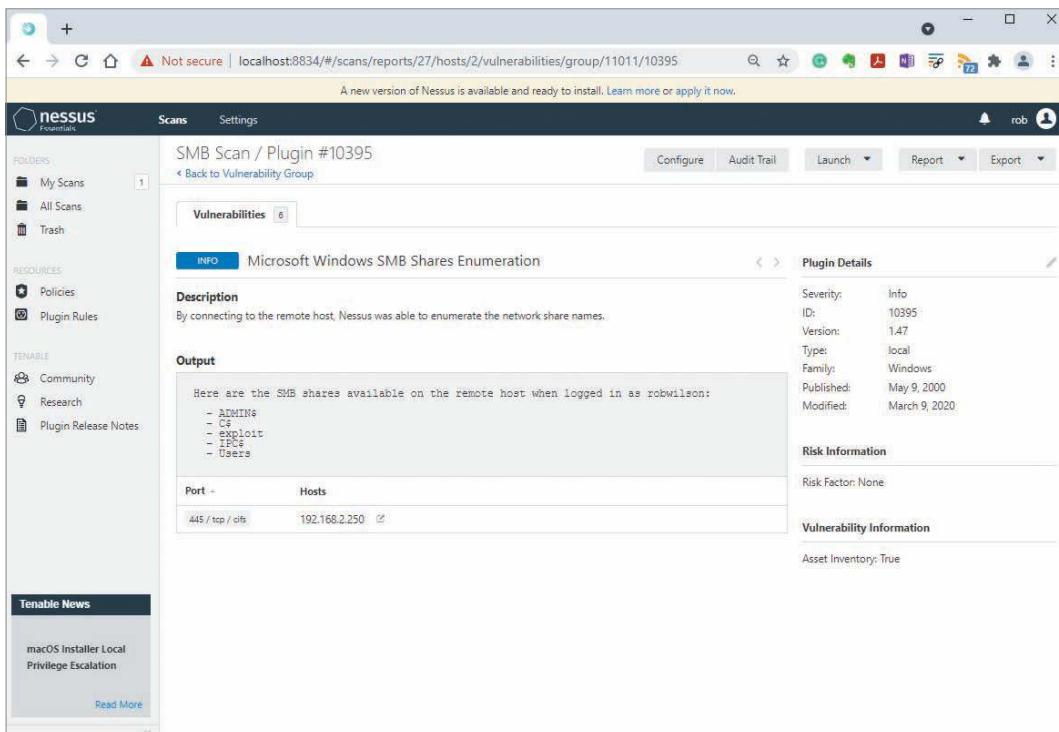 Not secure | localhost:8834/#/scans/reports/27/hosts/2/vulnerabilities/group/11011/10395
72
A new version of Nessus is available and ready to install. Learn more or apply it now.
nessus
Essentials
Scans
Settings
rob
FOLDERS
My Scans
1
All Scans
Trash
RESOURCES
Policies
Plugin Rules
TENABLE
Community
Research
Plugin Release Notes
Tenable News
macOS Installer Local
Privilege Escalation
Read More
SMB Scan / Plugin #10395
< Back to Vulnerability Group
Configure
Audit Trail
Launch
Report
Export
Vulnerabilities 6
INFO
Microsoft Windows SMB Shares Enumeration
Description
By connecting to the remote host, Nessus was able to enumerate the network share names.
Output
Here are the SMB shares available on the remote host when logged in as robwilson:
- ADMIN$
- C$
- exploit
- IPC$
- Users
Port
Hosts
445 / tcp / cifs
192.168.2.250
Plugin Details
Severity: Info
ID: 10395
Version: 1.47
Type: local
Family: Windows
Published: May 9, 2000
Modified: March 9, 2020
Risk Information
Risk Factor: None
Vulnerability Information
Asset Inventory: True